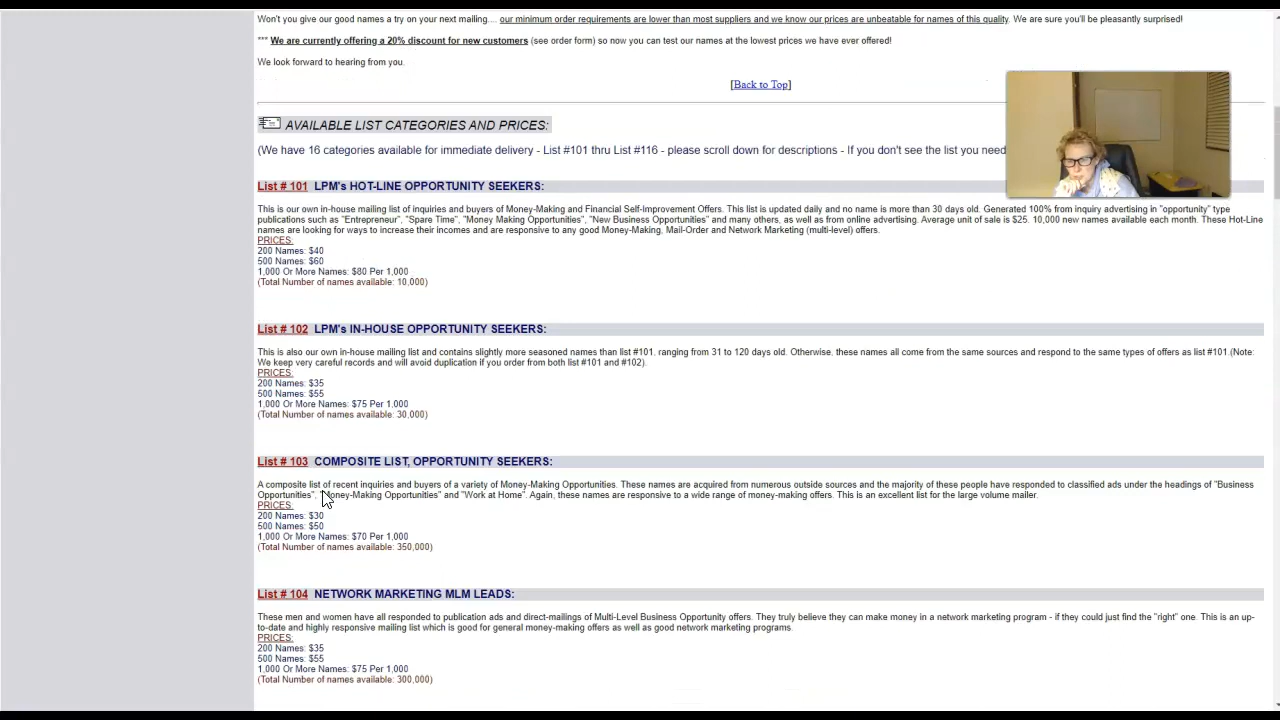 Won't you give our good names a try on your next mailing.... our minimum order requirements are lower than most suppliers and we know our prices are unbeatable for names of this quality. We are sure you'll be pleasantly surprised!
*** We are currently offering a 20% discount for new customers (see order form) so now you can test our names at the lowest prices we have ever offered!
We look forward to hearing from you.
[Back to Top]
AVAILABLE LIST CATEGORIES AND PRICES:
(We have 16 categories available for immediate delivery - List #101 thru List #116 - please scroll down for descriptions - If you don't see the list you need
List # 101 LPM's HOT-LINE OPPORTUNITY SEEKERS:
This is our own in-house mailing list of inquiries and buyers of Money-Making and Financial Self-Improvement Offers. This list is updated daily and no name is more than 30 days old. Generated 100% from inquiry advertising in "opportunity" type
publications such as "Entrepreneur", "Spare Time", "Money Making Opportunities", "New Business Opportunities" and many others, as well as from online advertising. Average unit of sale is $25. 10,000 new names available each month. These Hot-Line
names are looking for ways to increase their incomes and are responsive to any good Money-Making, Mail-Order and Network Marketing (multi-level) offers.
PRICES:
200 Names: $40
500 Names: $60
1,000 Or More Names: $80 Per 1,000
(Total Number of names available: 10,000)
List # 102 LPM's IN-HOUSE OPPORTUNITY SEEKERS:
This is also our own in-house mailing list and contains slightly more seasoned names than list #101. ranging from 31 to 120 days old. Otherwise, these names all come from the same sources and respond to the same types of offers as list #101.(Note:
We keep very careful records and will avoid duplication if you order from both list #101 and #102).
PRICES:
200 Names: $35
500 Names: $55
1,000 Or More Names: $75 Per 1,000
(Total Number of names available: 30,000)
List # 103 COMPOSITE LIST, OPPORTUNITY SEEKERS:
A composite list of recent inquiries and buyers of a variety of Money-Making Opportunities. These names are acquired from numerous outside sources and the majority of these people have responded to classified ads under the headings of "Business
Opportunities", "Money-Making Opportunities" and "Work at Home". Again, these names are responsive to a wide range of money-making offers. This is an excellent list for the large volume mailer.
PRICES:
200 Names: $30
500 Names: $50
1,000 Or More Names: $70 Per 1,000
(Total Number of names available: 350,000)
List # 104 NETWORK MARKETING MLM LEADS:
These men and women have all responded to publication ads and direct-mailings of Multi-Level Business Opportunity offers. They truly believe they can make money in a network marketing program - if they could just find the "right" one. This is an up-
to-date and highly responsive mailing list which is good for general money-making offers as well as good network marketing programs.
PRICES:
200 Names: $35
500 Names: $55
1,000 Or More Names: $75 Per 1,000
(Total Number of names available: 300,000)